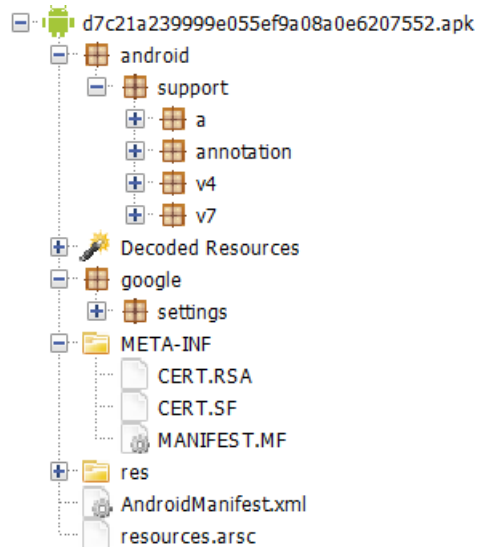 d7c21a239999e055ef9a08a0e6207552.apk
android
support
a
annotation
v4
v7
Decoded Resources
google
settings
META-INF
CERT.RSA
CERT.SF
MANIFEST.MF
res
AndroidManifest.xml
resources.arsc